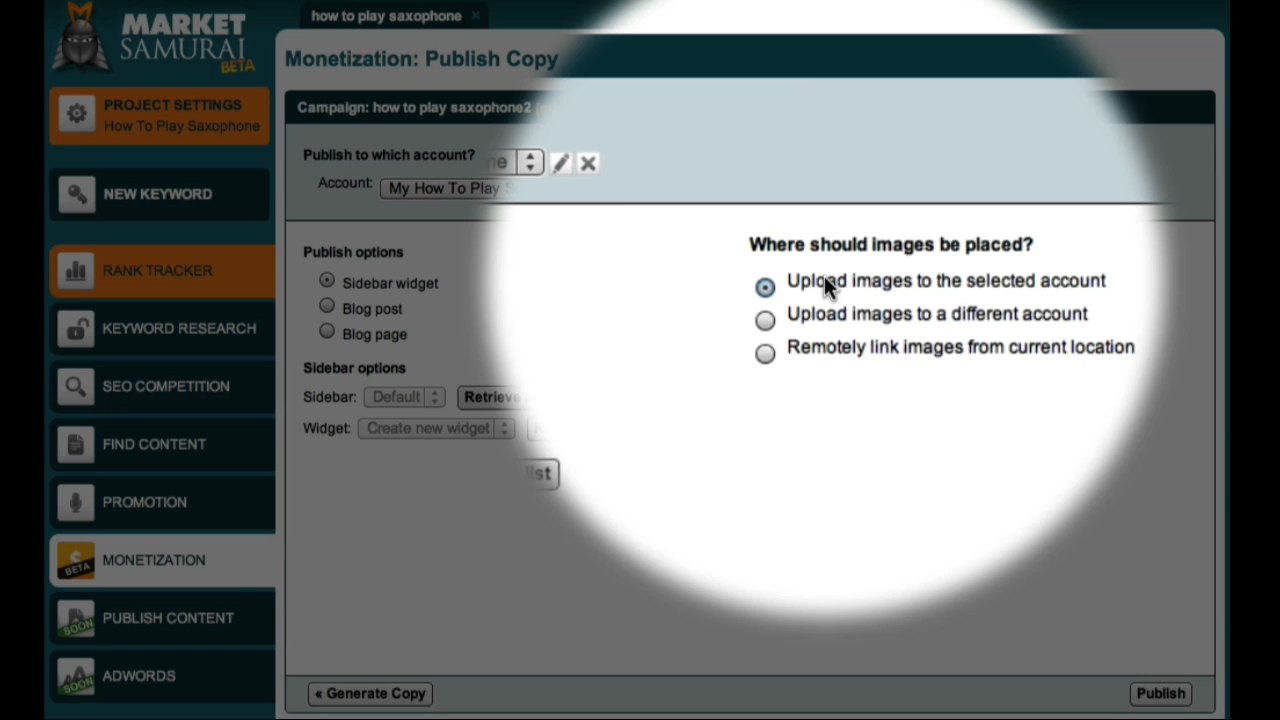 MARKET
SAMURAI
BETA
how to play saxophone
PROJECT SETTINGS
How To Play Saxophone
NEW KEYWORD
RANK TRACKER
KEYWORD RESEARCH
SEO COMPETITION
FIND CONTENT
PROMOTION
BETA
MONETIZATION
SOON
PUBLISH CONTENT
SOON
ADWORDS
Monetization: Publish Copy
Campaign: how to play saxophone2
Publish to which account?
Account: My How To Play
Publish options
Sidebar widget
Blog post
Blog page
Sidebar options
Sidebar: Default Retrieve
Widget: Create new widget
Where should images be placed?
Upload images to the selected account
Upload images to a different account
Remotely link images from current location
« Generate Copy
Publish